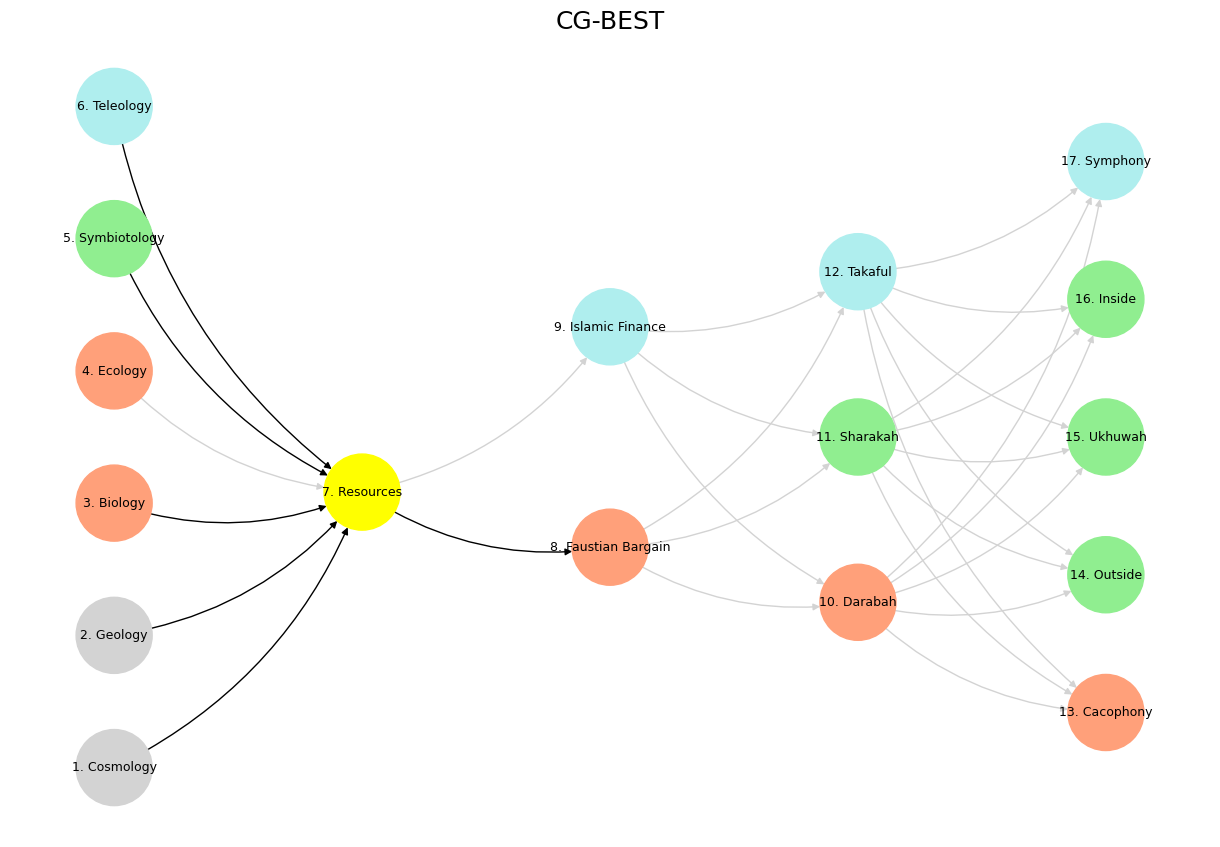 CG-BEST
6. Teleology
5. Symbiotology
4. Ecology
3. Biology
2. Geology
1. Cosmology
7. Resources
9. Islamic Finance
8. Faustian Bargain
12. Takaful
11. Sharakah
10. Darabah
17. Symphony
16. Inside
15. Ukhuwah
14. Outside
13. Cacophony